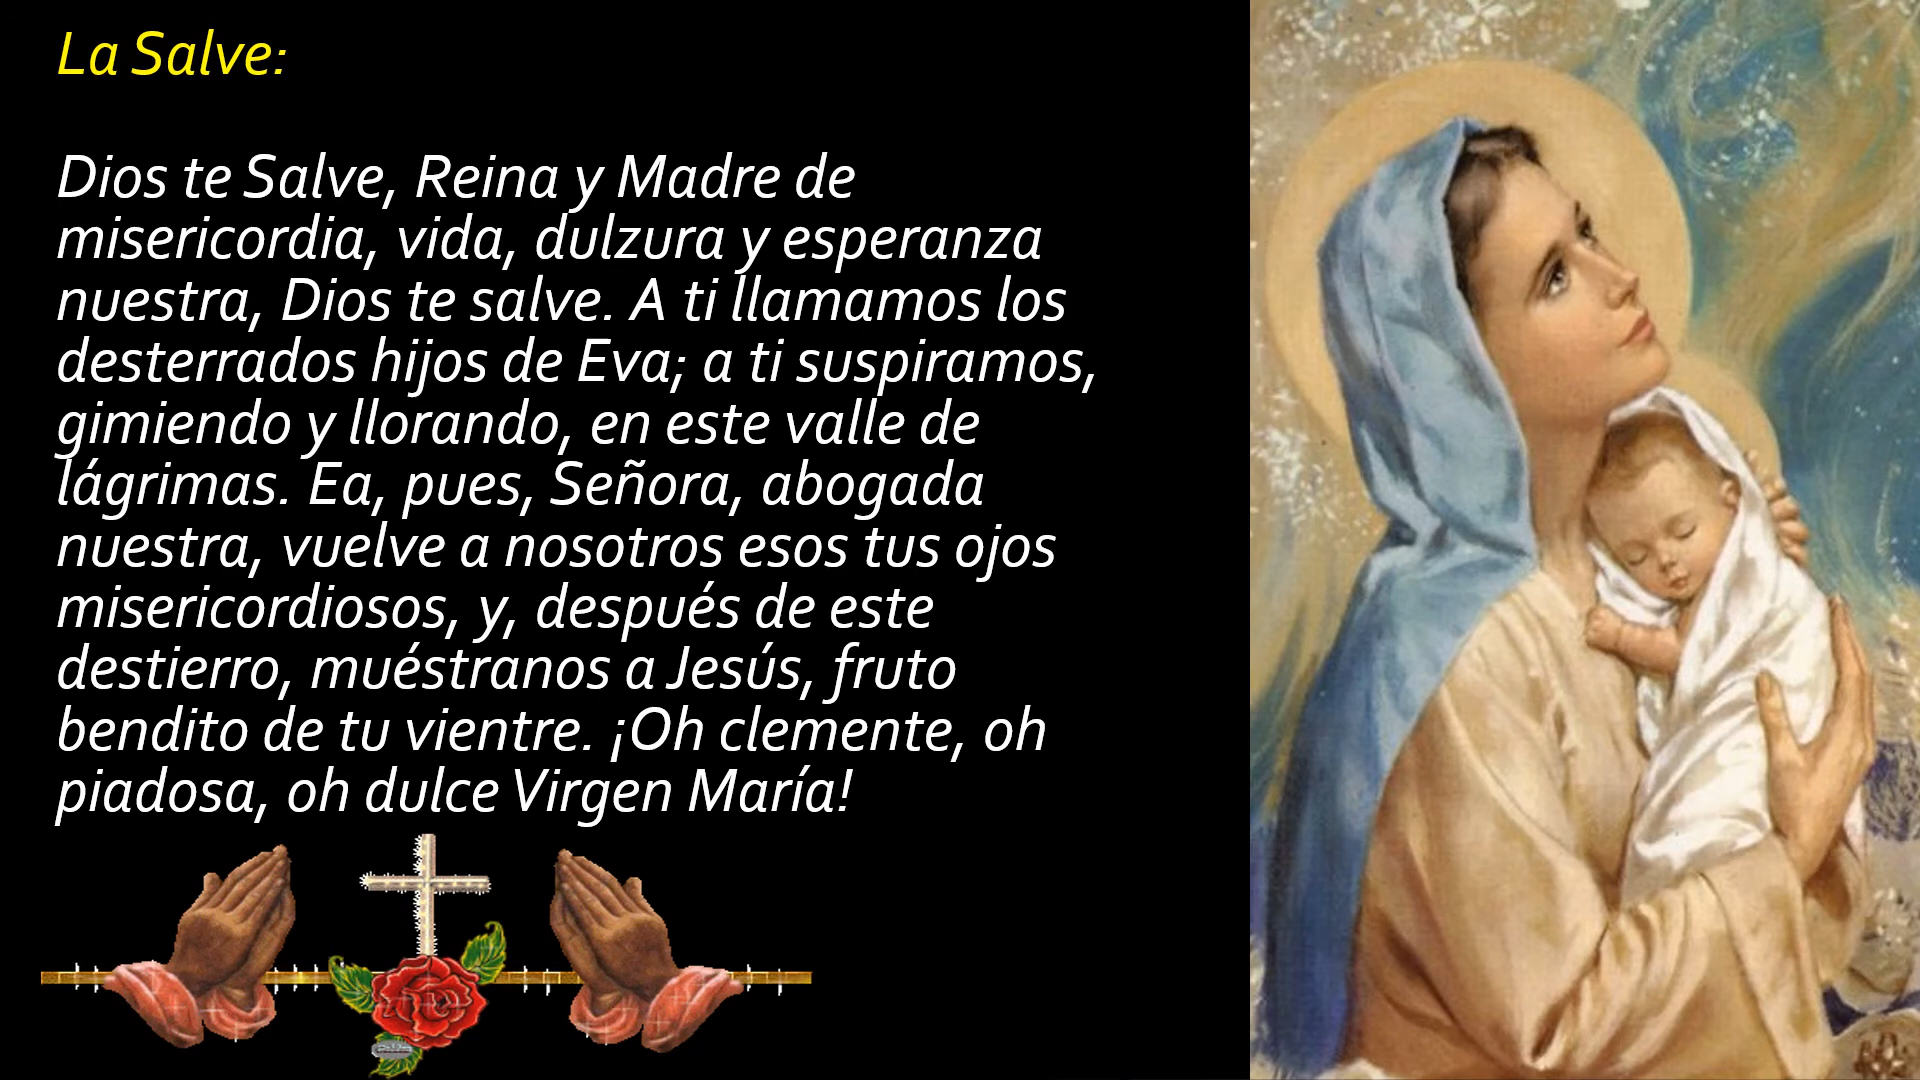 La Salve:
Dios te Salve, Reina y Madre de
misericordia, vida, dulzura y esperanza
nuestra, Dios te salve. A ti llamamos los
desterrados hijos de Eva; a ti suspiramos,
gimiendo y llorando, en este valle de
lágrimas. Ea, pues, Señora, abogada
nuestra, vuelve a nosotros esos tus ojos
misericordiosos, y, después de este
destierro, muéstranos a Jesús, fruto
bendito de tu vientre. ¡Oh clemente, oh
piadosa, oh dulce Virgen María!